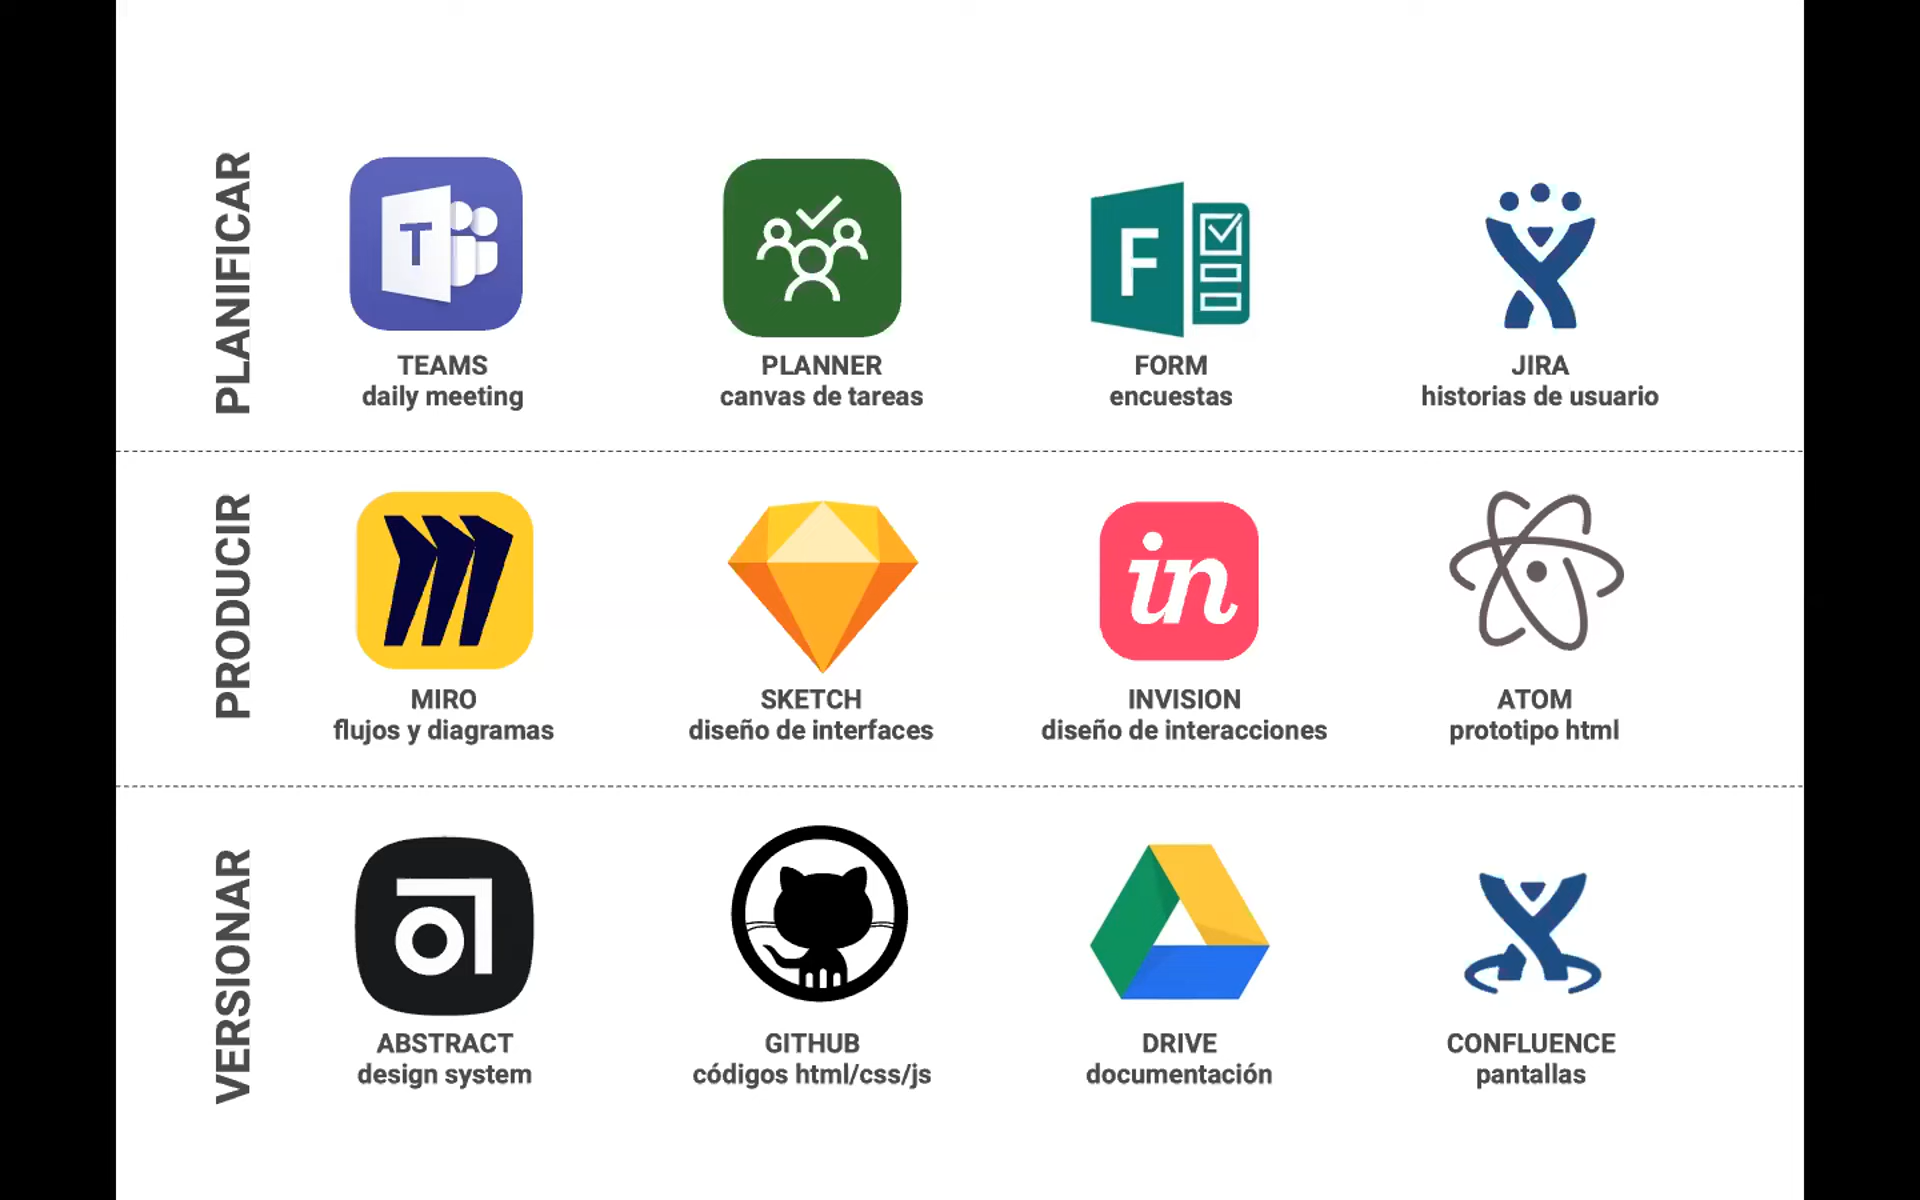 PLANIFICAR
T
F
TEAMS
daily meeting
PLANNER
canvas de tareas
FORM
encuestas
JIRA
historias de usuario
PRODUCIR
in
MIRO
flujos y diagramas
SKETCH
diseño de interfaces
INVISION
diseño de interacciones
ATOM
prototipo html
VERSIONAR
ABSTRACT
design system
GITHUB
códigos html/css/js
DRIVE
documentación
CONFLUENCE
pantallas